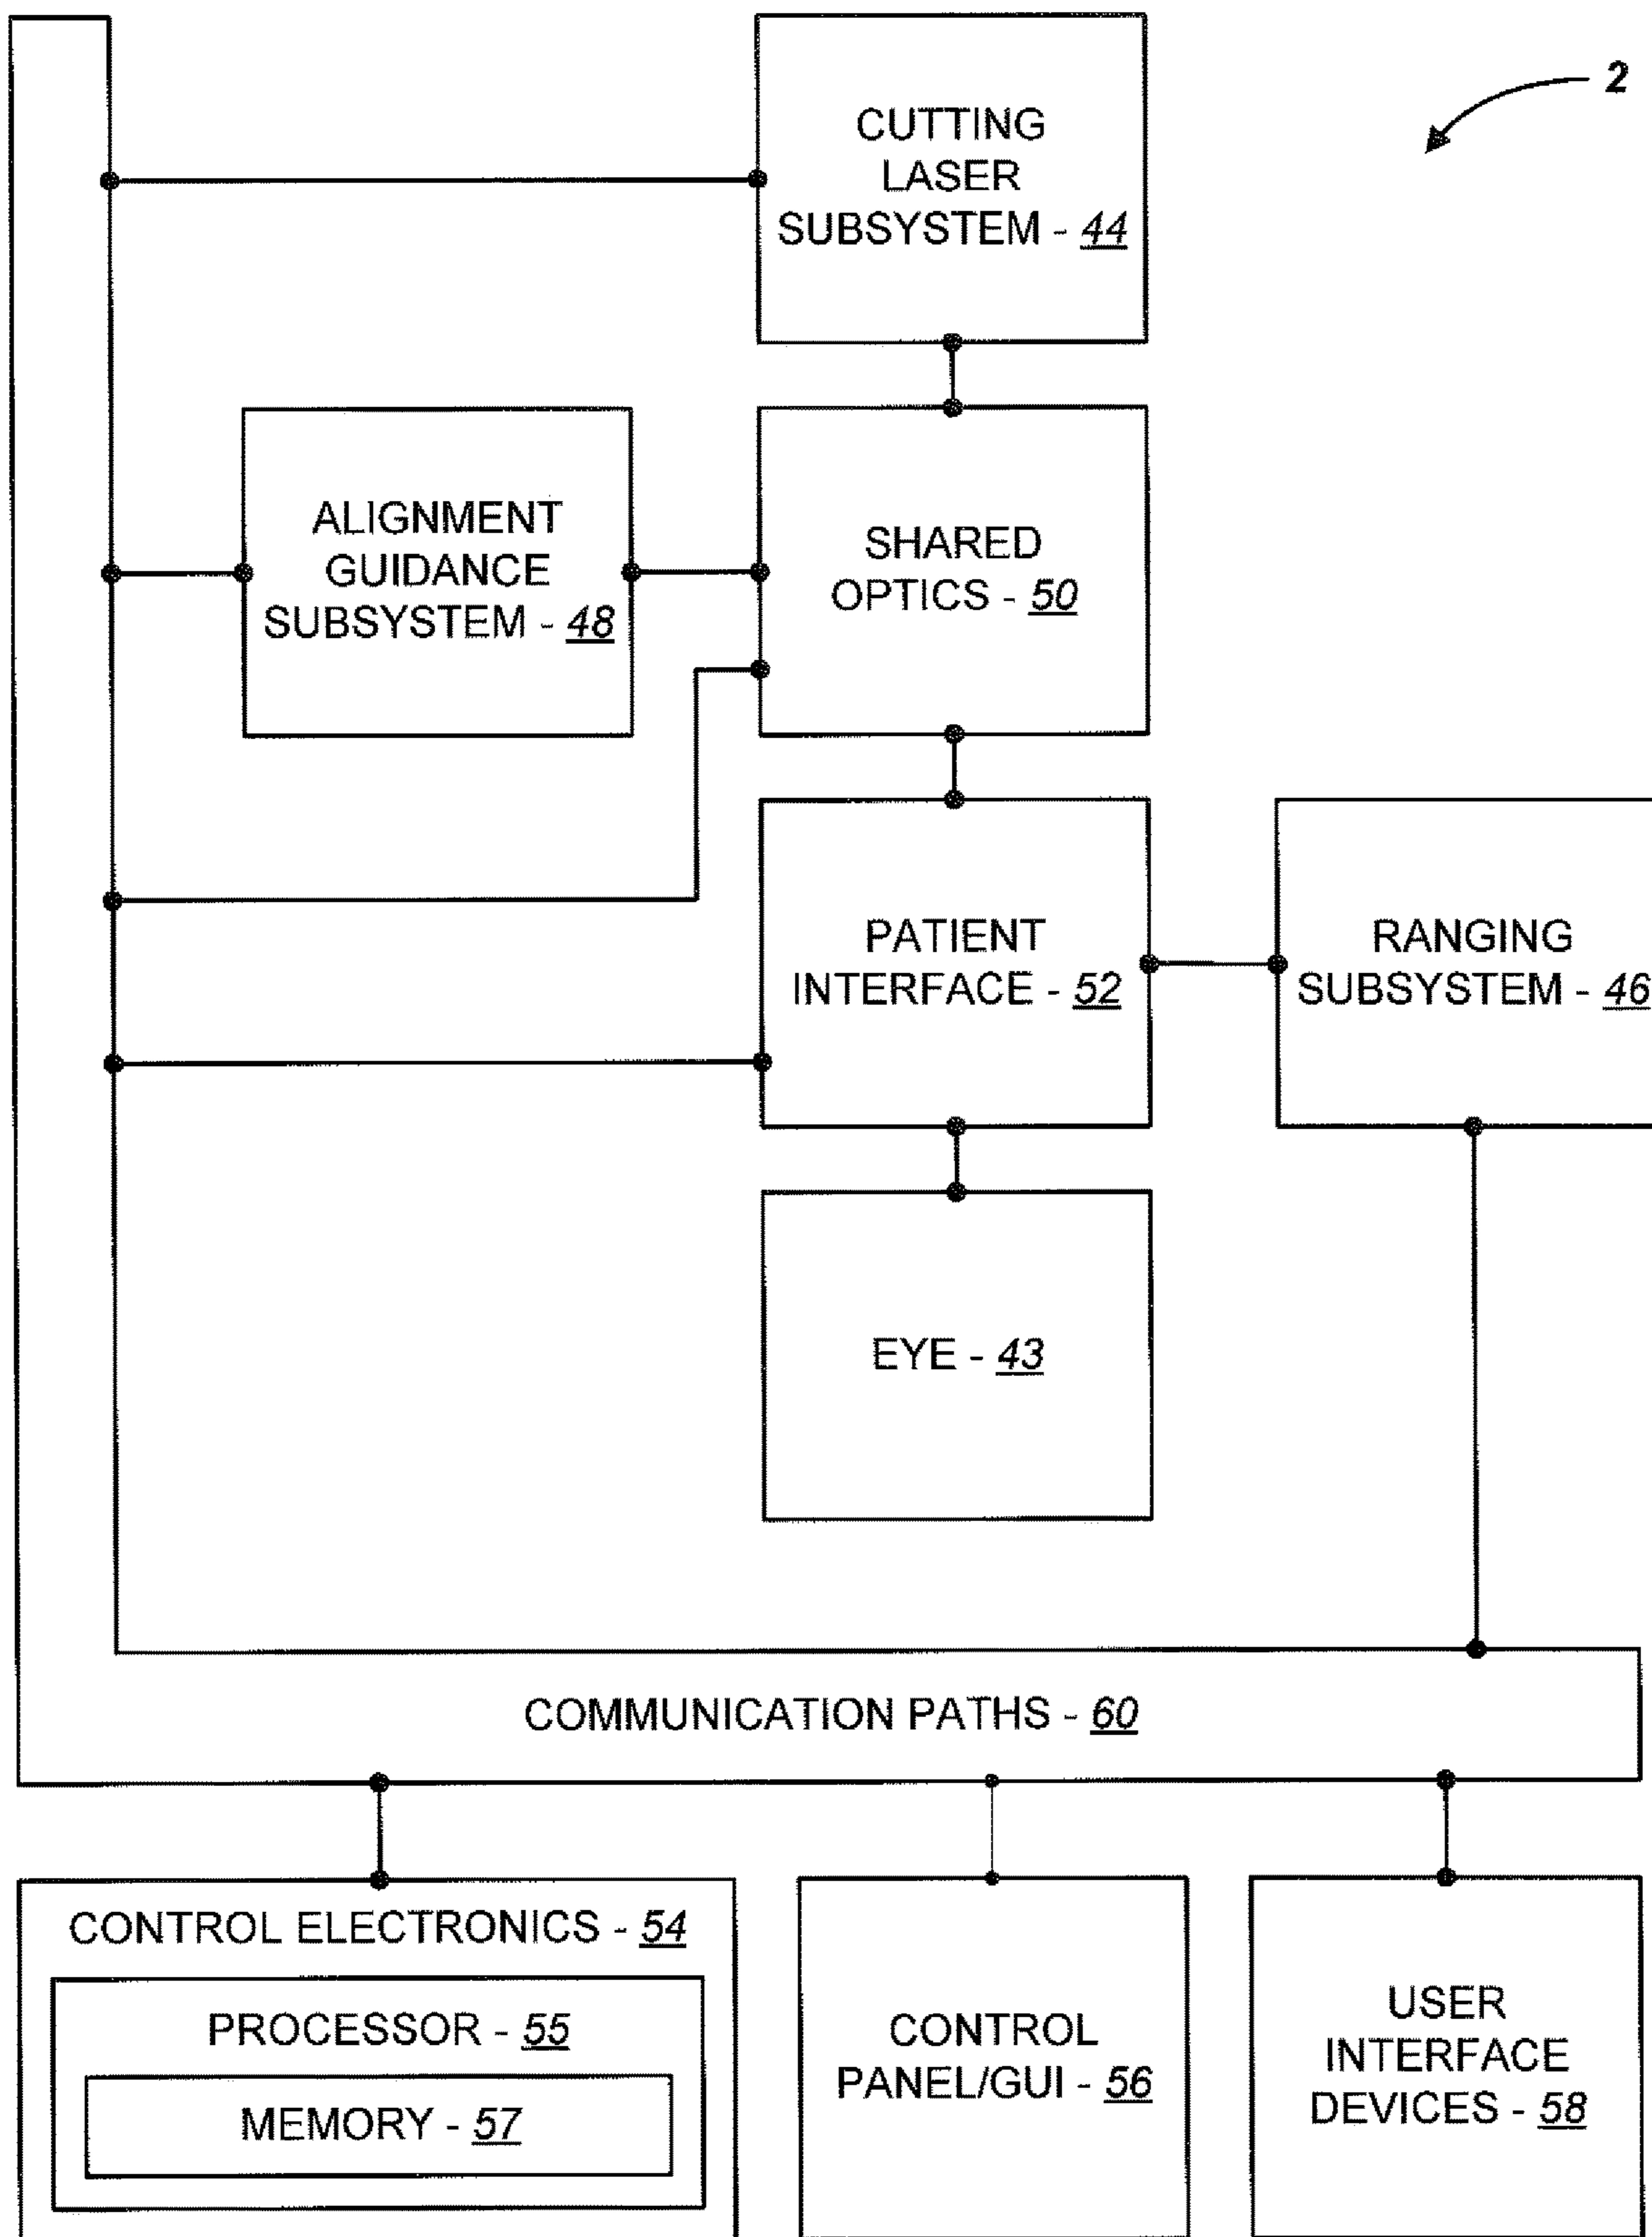 2
CUTTING
LASER
SUBSYSTEM - 44
ALIGNMENT
GUIDANCE
SUBSYSTEM - 48
SHARED
OPTICS - 50
PATIENT
INTERFACE - 52
RANGING
SUBSYSTEM - 46
EYE - 43
COMMUNICATION PATHS - 60
CONTROL ELECTRONICS - 54
PROCESSOR - 55
MEMORY - 57
CONTROL
PANEL/GUI - 56
USER
INTERFACE
DEVICES - 58